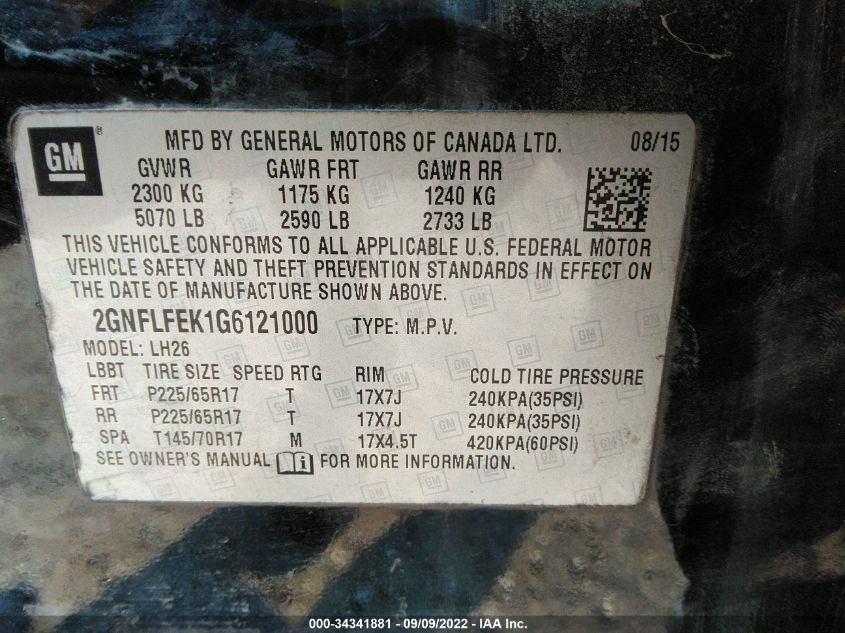 GM ® MFD BY GENERAL MOTORS OF CANADA LTD. 08/15
GVWR GAWR FRT GAWR RR
2300 KG 1175 KG 1240 KG
5070 LB 2590 LB 2733 LB
THIS VEHICLE CONFORMS TO ALL APPLICABLE U.S. FEDERAL MOTOR
VEHICLE SAFETY AND THEFT PREVENTION STANDARDS IN EFFECT ON
THE DATE OF MANUFACTURE SHOWN ABOVE.
2GNFLFEK1G6121000 TYPE: M.P.V.
MODEL: LH26
LBBT TIRE SIZE SPEED RTG RIM COLD TIRE PRESSURE
FRT P225/65R17 T 17X7J 240KPA(35PSI)
RR P225/65R17 T 17X7J 240KPA(35PSI)
SPA T145/70R17 M 17X4.5T 420KPA(60PSI)
SEE OWNER'S MANUAL i FOR MORE INFORMATION.
000-34341881 - 09/09/2022 - IAAI Inc.